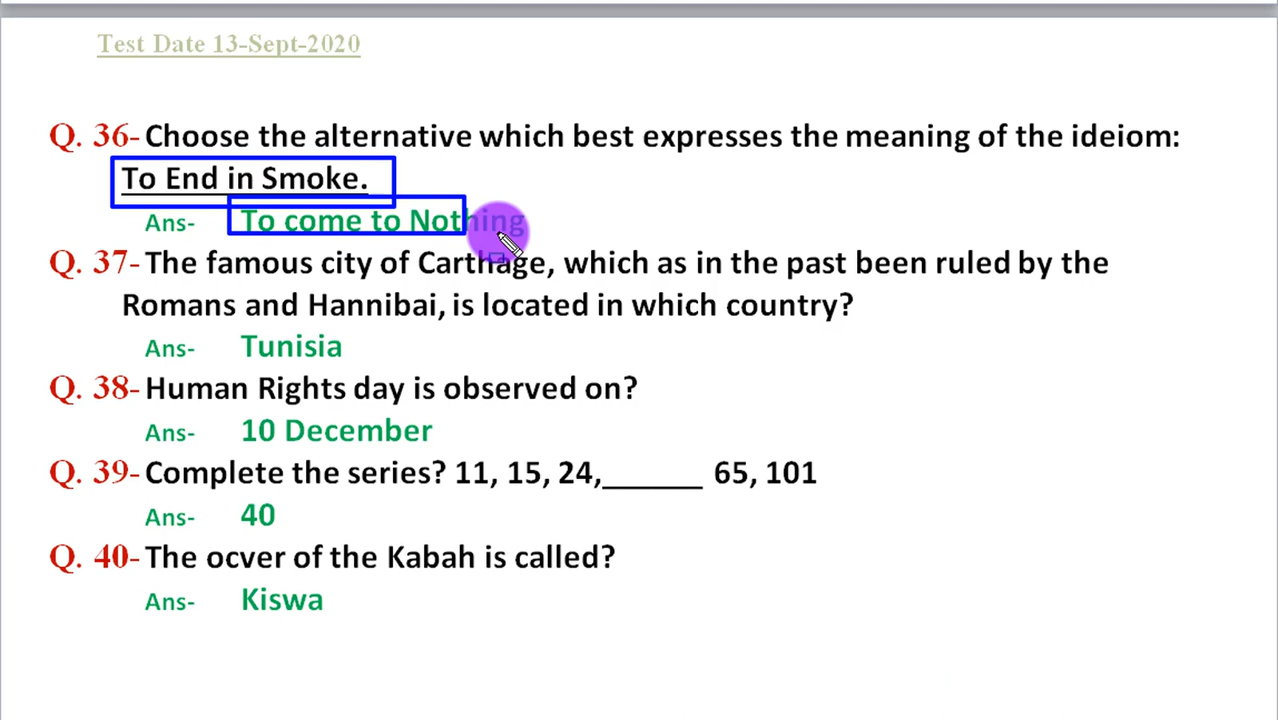 Test Date 13-Sept-2020
Q. 36- Choose the alternative which best expresses the meaning of the ideiom:
To End in Smoke.
Ans- To come to Nothing
Q. 37- The famous city of Carthage, which as in the past been ruled by the
Romans and Hannibai, is located in which country?
Ans- Tunisia
Q. 38- Human Rights day is observed on?
Ans- 10 December
Q. 39- Complete the series? 11, 15, 24,______ 65, 101
Ans- 40
Q. 40- The ocver of the Kabah is called?
Ans- Kiswa